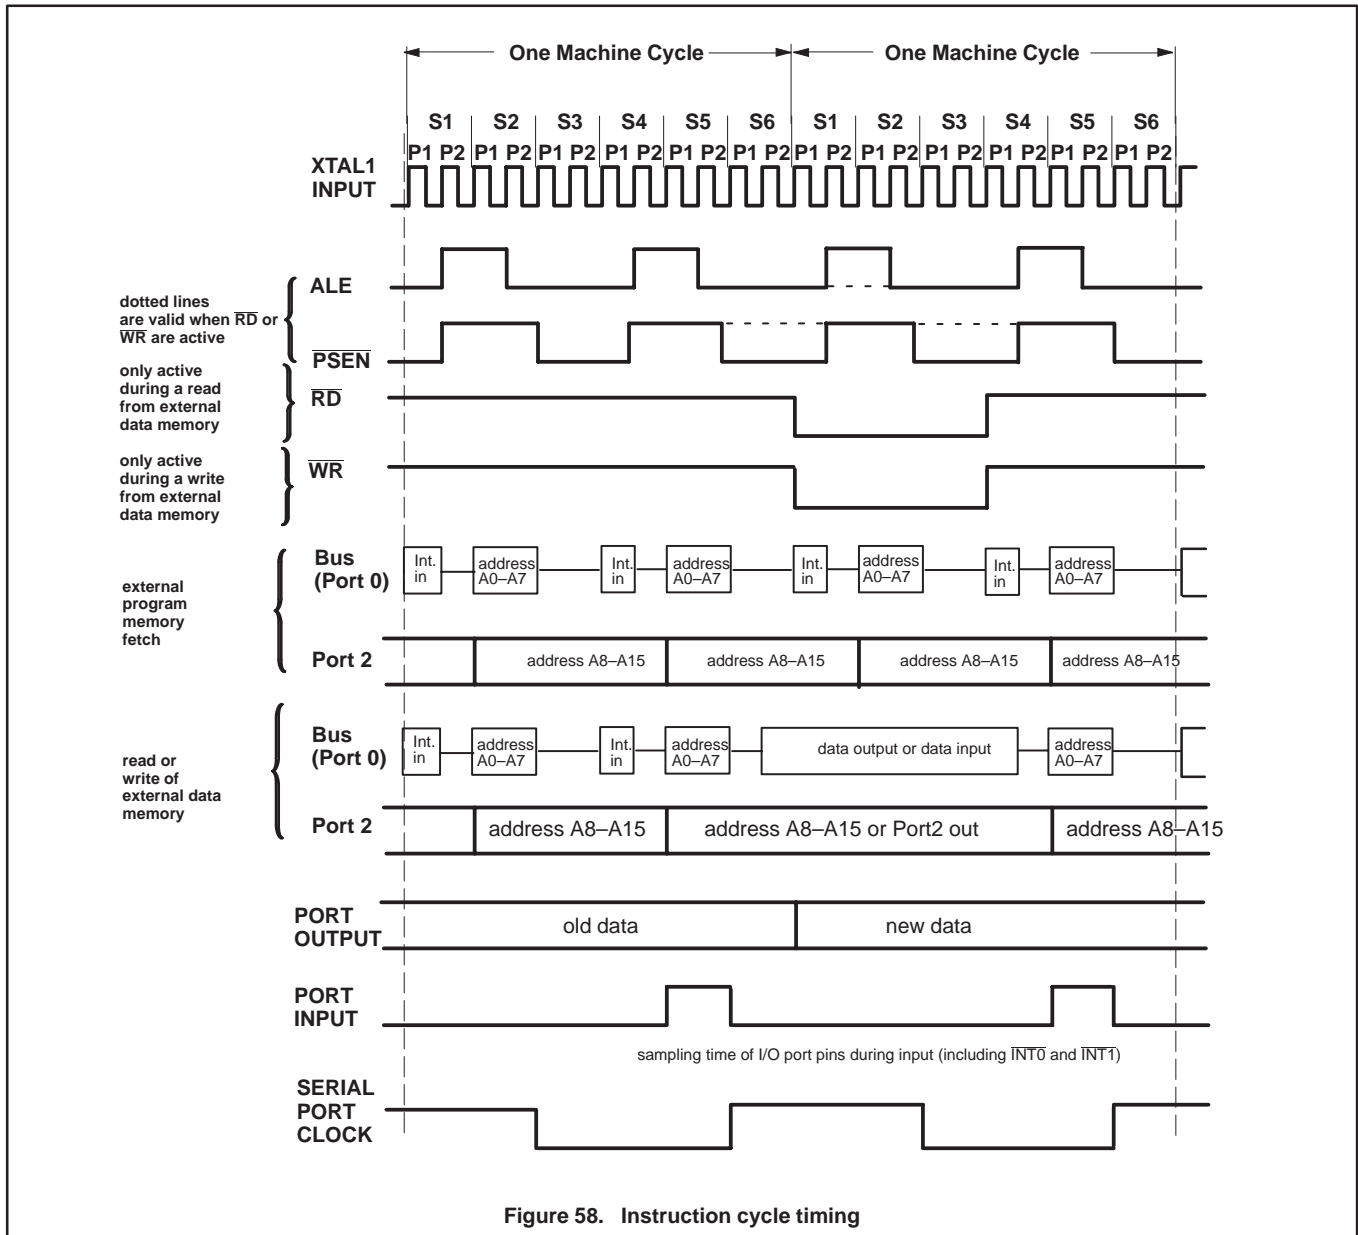 One Machine Cycle One Machine Cycle
S1 S2 S3 S4 S5 S6 S1 S2 S3 S4 S5 S6
P1 P2 P1 P2 P1 P2 P1 P2 P1 P2 P1 P2 P1 P2 P1 P2 P1 P2 P1 P2 P1 P2 P1 P2
XTAL1
INPUT
ALE
dotted lines
are valid when RD or
WR are active
PSEN
only active
during a read
from external
data memory
RD
only active
during a write
from external
data memory
WR
external
program
memory
fetch
Bus
(Port 0)
Int.
in
address
A0–A7
Int.
in
address
A0–A7
Int.
in
address
A0–A7
Int.
in
address
A0–A7
Port 2
address A8–A15 address A8–A15 address A8–A15 address A8–A15
read or
write of
external data
memory
Bus
(Port 0)
Int.
in
address
A0–A7
Int.
in
address
A0–A7
data output or data input
address
A0–A7
Port 2
address A8–A15 address A8–A15 or Port2 out address A8–A15
PORT
OUTPUT
old data new data
PORT
INPUT
sampling time of I/O port pins during input (including INT0 and INT1)
SERIAL
PORT
CLOCK
Figure 58. Instruction cycle timing